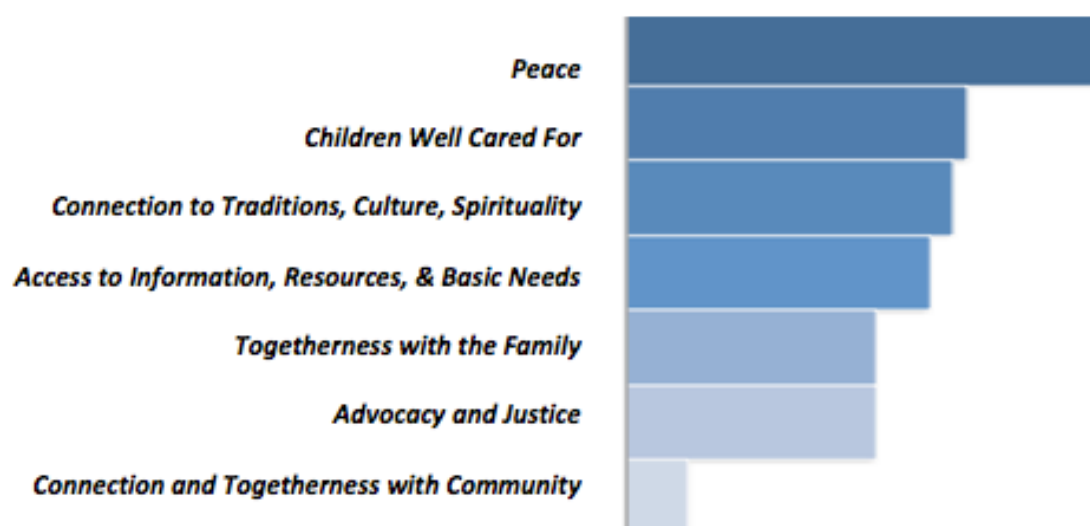 Peace
Children Well Cared For
Connection to Traditions, Culture, Spirituality
Access to Information, Resources, & Basic Needs
Togetherness with the Family
Advocacy and Justice
Connection and Togetherness with Community